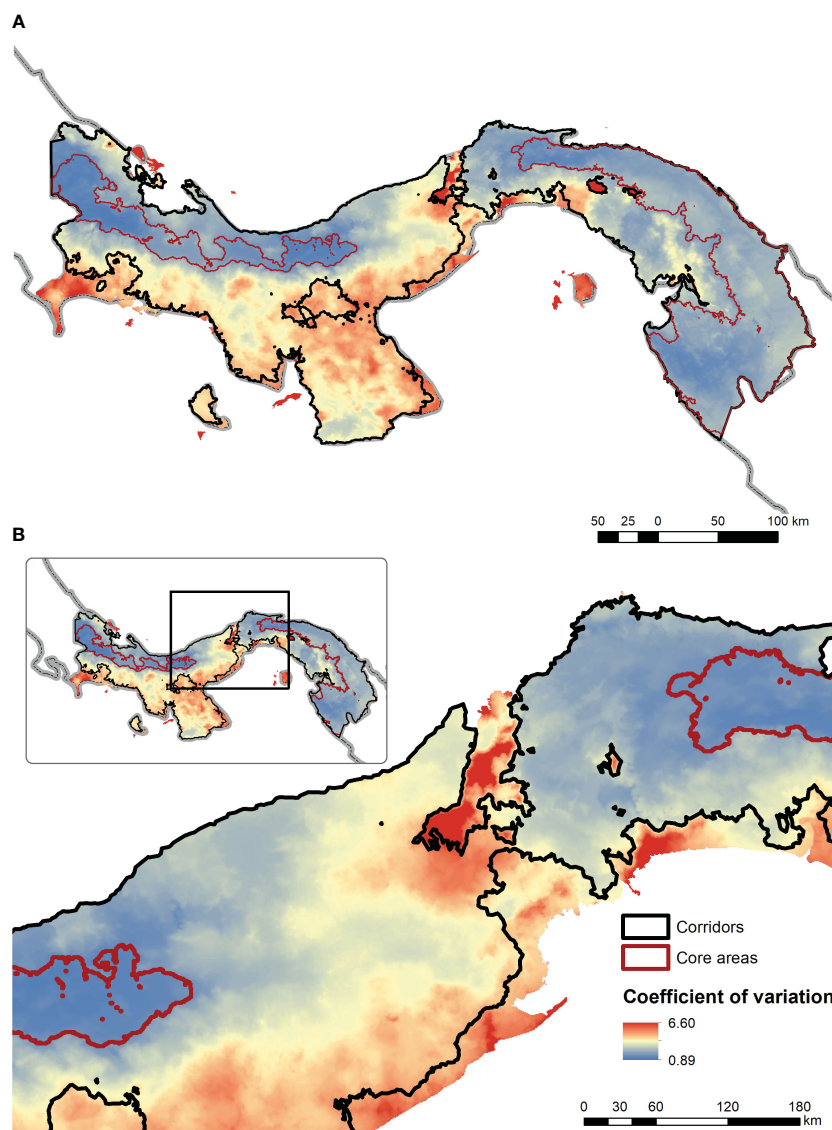 A
50 25 0 50 100 km
B
Corridors
Core areas
Coefficient of variation
6.60
0.89
0 30 60 120 180
km